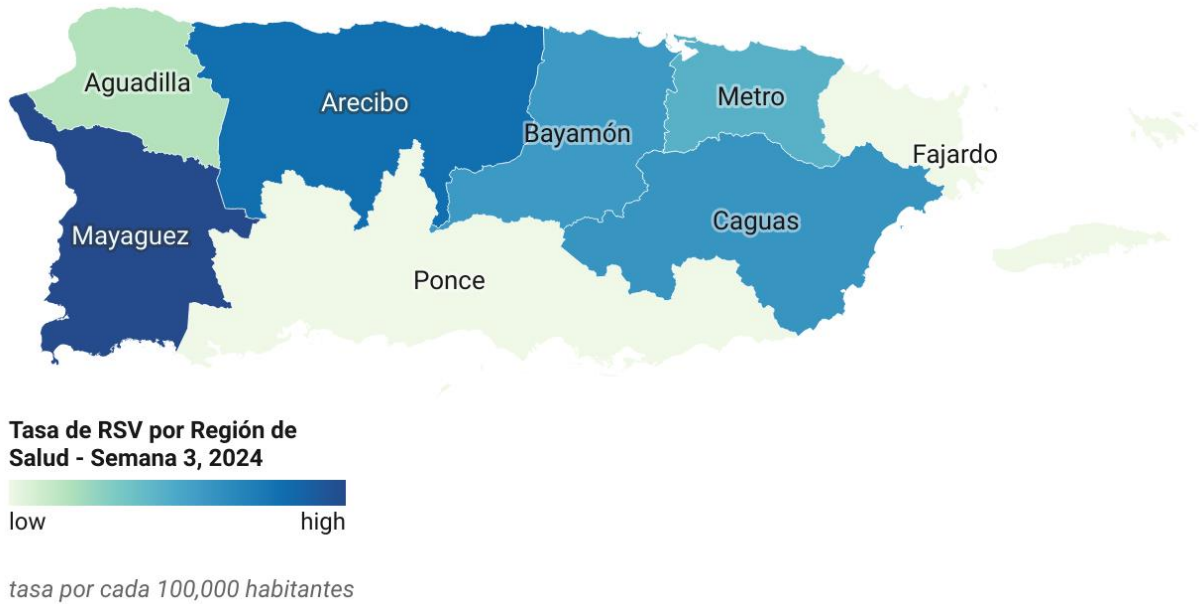 Aguadilla
Arecibo
Metro
Bayamón
Fajardo
Mayaguez
Caguas
Ponce
Tasa de RSV por Región de
Salud - Semana 3, 2024
low high
tasa por cada 100,000 habitantes